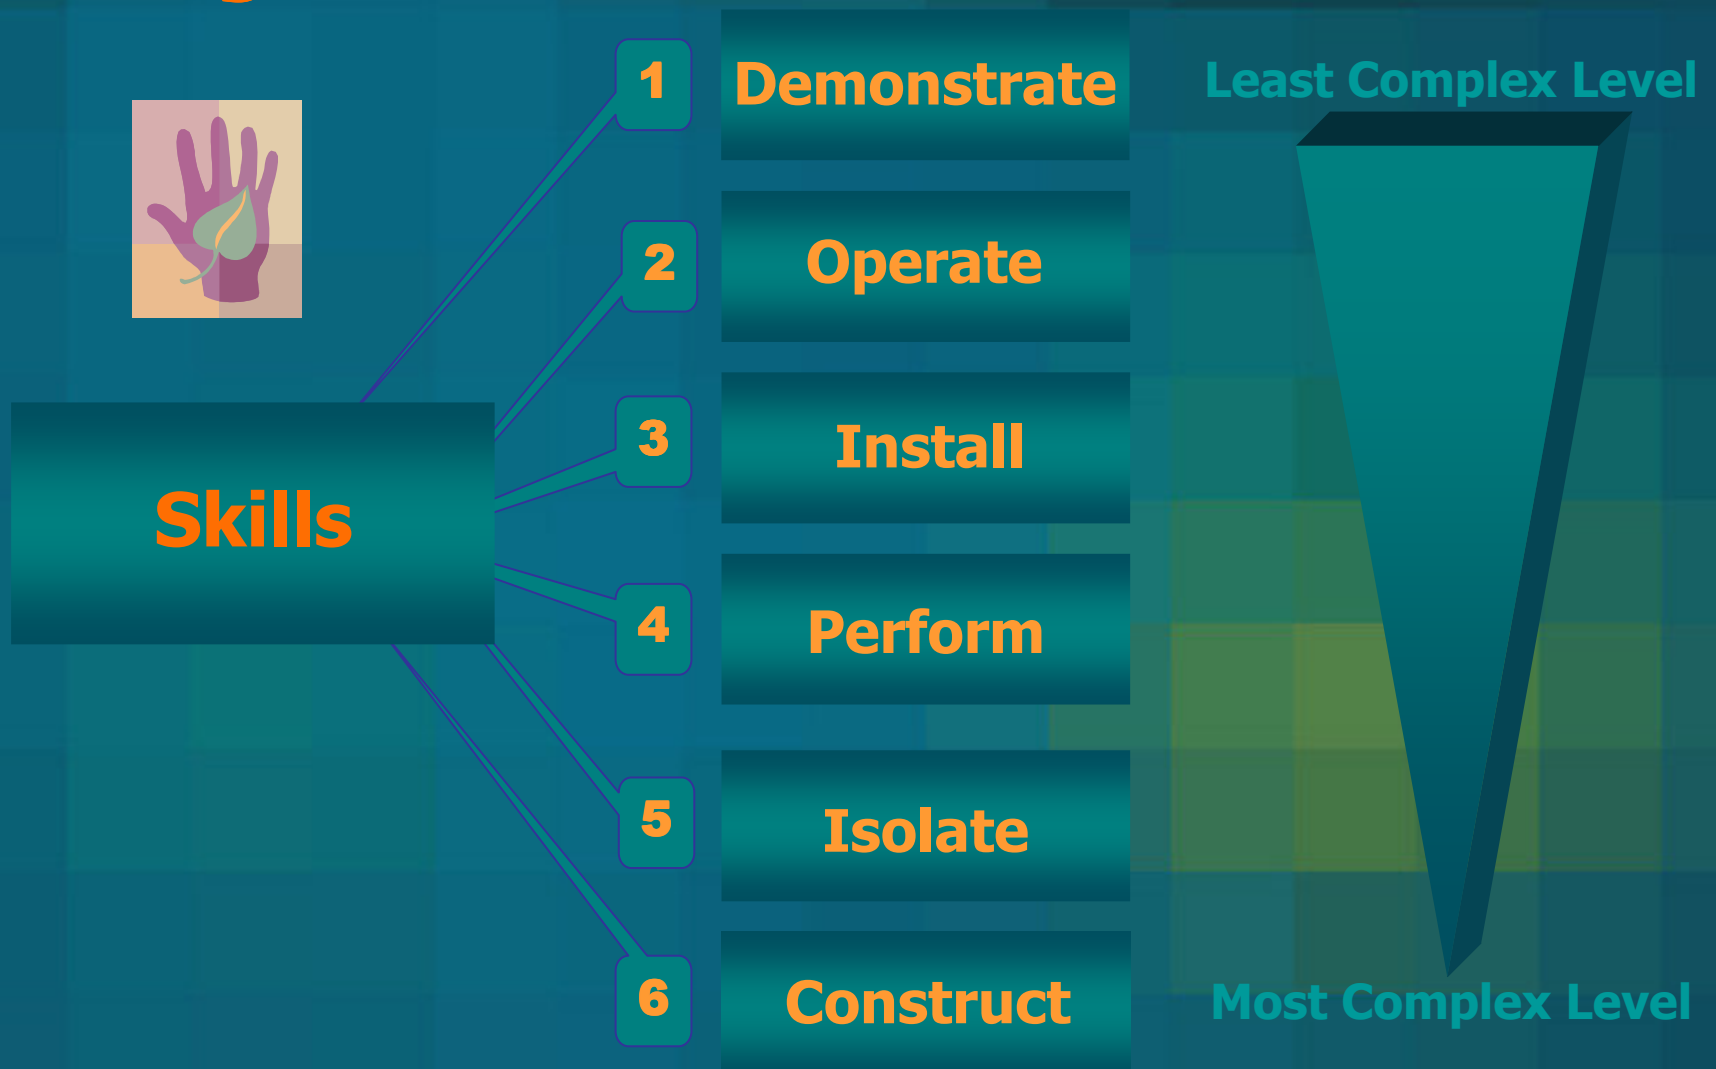 Skills
1
Demonstrate
2
Operate
3
Install
4
Perform
5
Isolate
6
Construct
Least Complex Level
Most Complex Level